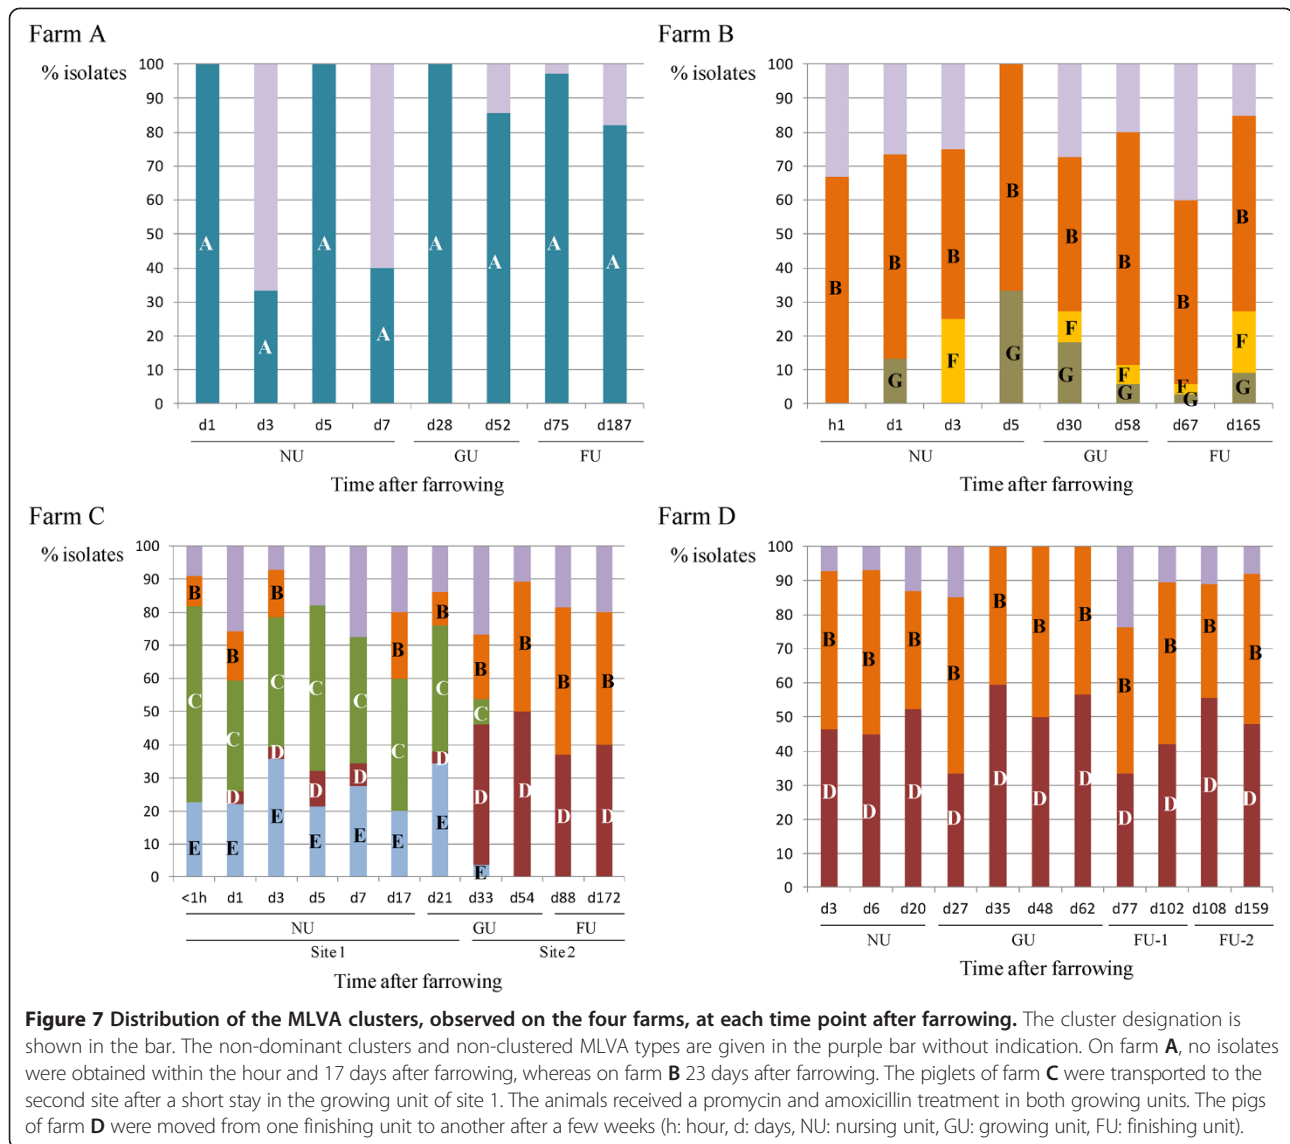 Farm A
% isolates
100
90
80
70
60
50
40
30
20
10
0
A A A A A A A A
d1 d3 d5 d7 d28 d52 d75 d187
NU GU FU
Time after farrowing
Farm B
% isolates
100
90
80
70
60
50
40
30
20
10
0
B
B G
B F
B G
B F G
B F G
B F G
B F G
h1 d1 d3 d5 d30 d58 d67 d165
NU GU FU
Time after farrowing
Farm C
% isolates
100
90
80
70
60
50
40
30
20
10
0
B C E
B C D E
B C D E
C D E
C D E
B C E
B C D E
B C D E
B D
B D
B D
<1h d1 d3 d5 d7 d17 d21 d33 d54 d88 d172
NU GU FU
Site 1 Site 2
Time after farrowing
Farm D
% isolates
100
90
80
70
60
50
40
30
20
10
0
B B B B B B B B B B B
D D D D D D D D D D D
d3 d6 d20 d27 d35 d48 d62 d77 d102 d108 d159
NU GU FU-1 FU-2
Time after farrowing
Figure 7 Distribution of the MLVA clusters, observed on the four farms, at each time point after farrowing. The cluster designation is
shown in the bar. The non-dominant clusters and non-clustered MLVA types are given in the purple bar without indication. On farm A, no isolates
were obtained within the hour and 17 days after farrowing, whereas on farm B 23 days after farrowing. The piglets of farm C were transported to the
second site after a short stay in the growing unit of site 1. The animals received a promycin and amoxicillin treatment in both growing units. The pigs
of farm D were moved from one finishing unit to another after a few weeks (h: hour, d: days, NU: nursing unit, GU: growing unit, FU: finishing unit).